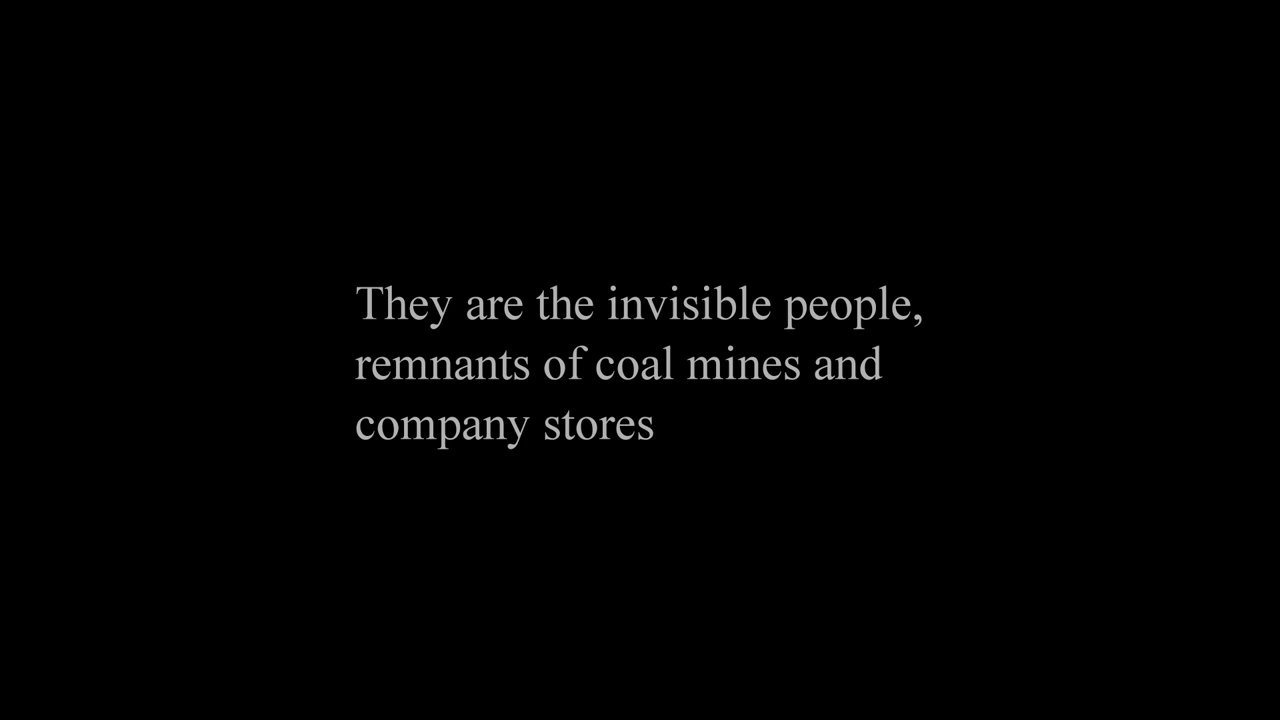 They are the invisible people,
remnants of coal mines and
company stores